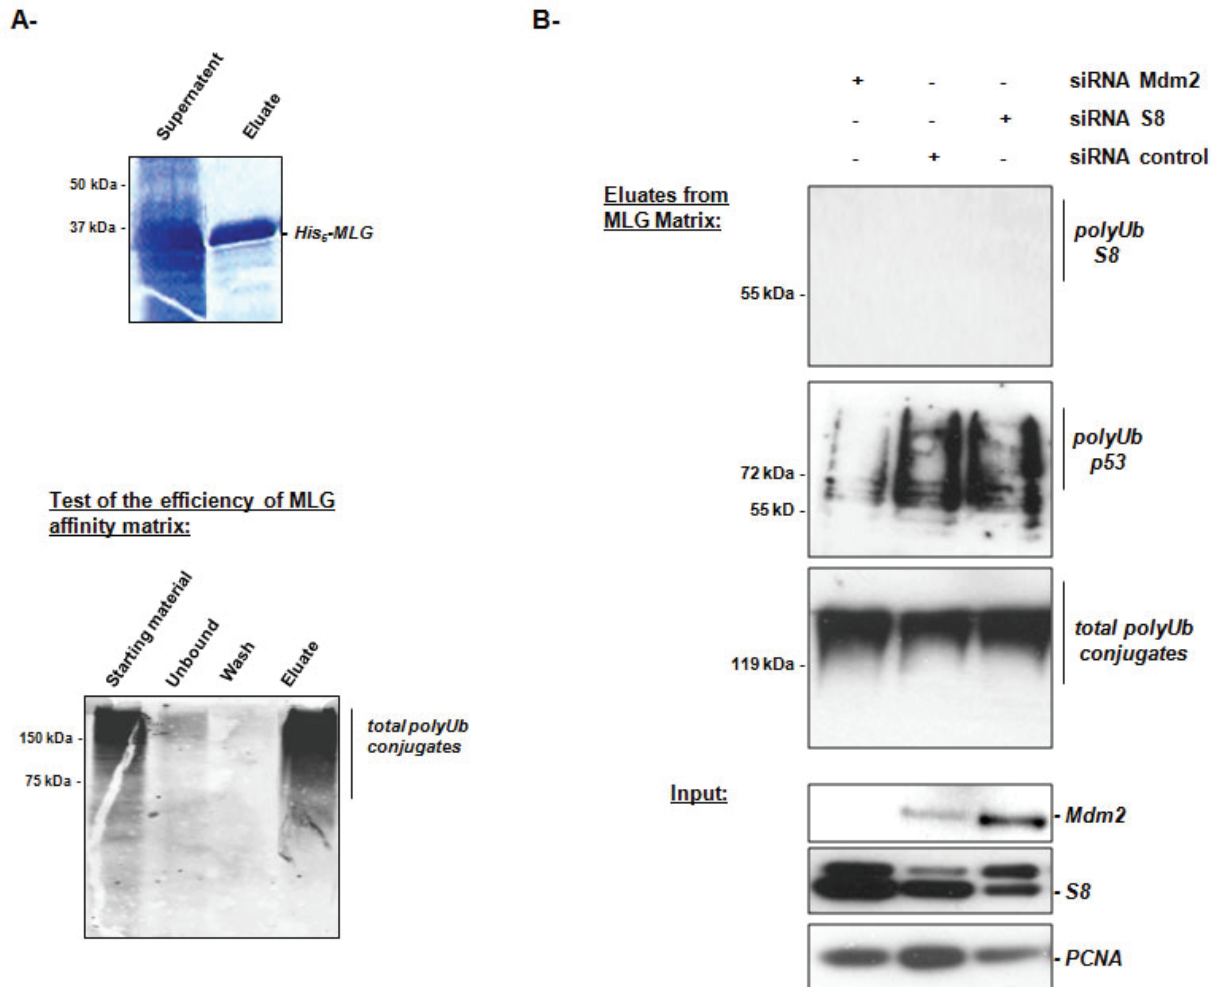 A-
Supernatent
Eluate
50 kDa -
37 kDa -
- His6-MLG
Test of the efficiency of MLG
affinity matrix:
Starting material
Unbound
Wash
Eluate
150 kDa -
75 kDa -
total polyUb
conjugates
B-
+ - - siRNA Mdm2
- - + siRNA S8
- + - siRNA control
Eluates from
MLG Matrix:
polyUb
S8
55 kDa -
polyUb
p53
72 kDa -
55 kD -
total polyUb
conjugates
119 kDa -
Input:
- Mdm2
- S8
- PCNA